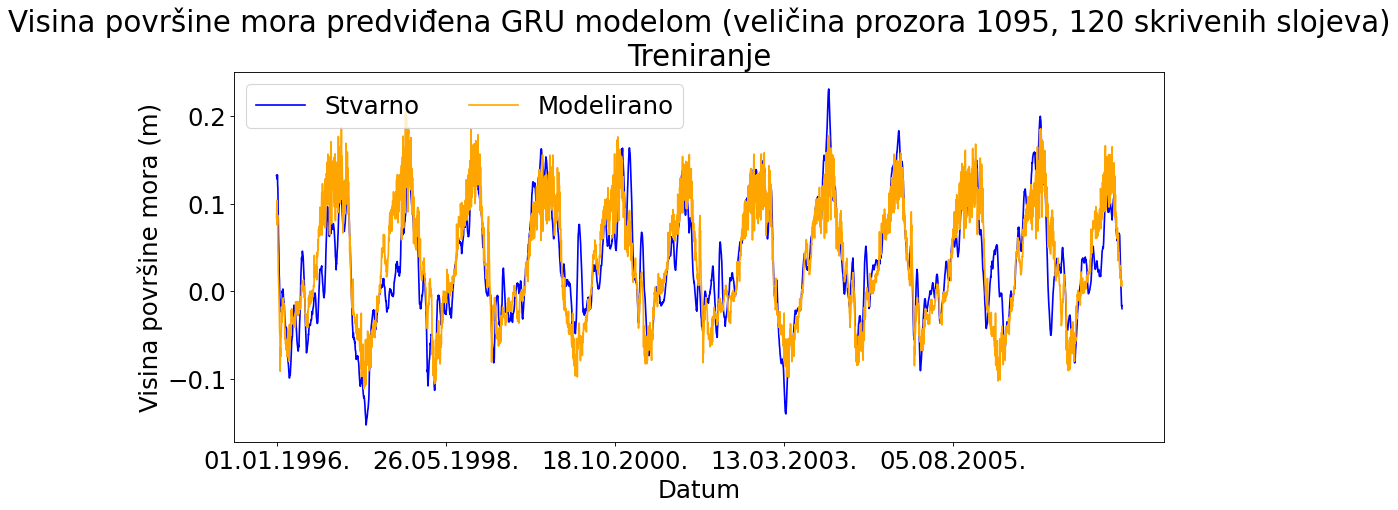 Visina površine mora predviđena GRU modelom (veličina prozora 1095, 120 skrivenih slojeva)
Treniranje
Stvarno Modelirano
Visina površine mora (m)
0.2
0.1
0.0
−0.1
01.01.1996. 26.05.1998. 18.10.2000. 13.03.2003. 05.08.2005.
Datum